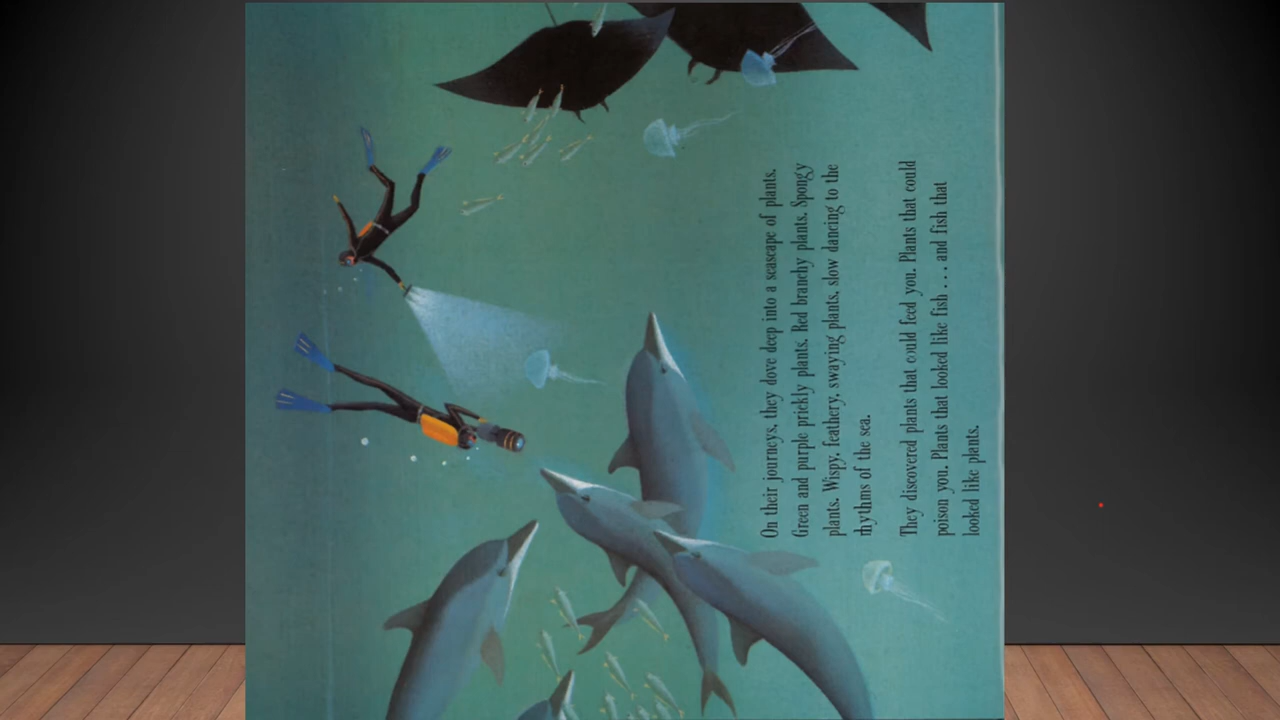 On their journeys, they dove deep into a seascape of plants.
Green and purple prickly plants. Red branchy plants. Spongy
plants. Wispy, feathery, swaying plants, slow dancing to the
rhythms of the sea.
They discovered plants that could feed you. Plants that could
poison you. Plants that looked like fish . . . and fish that
looked like plants.